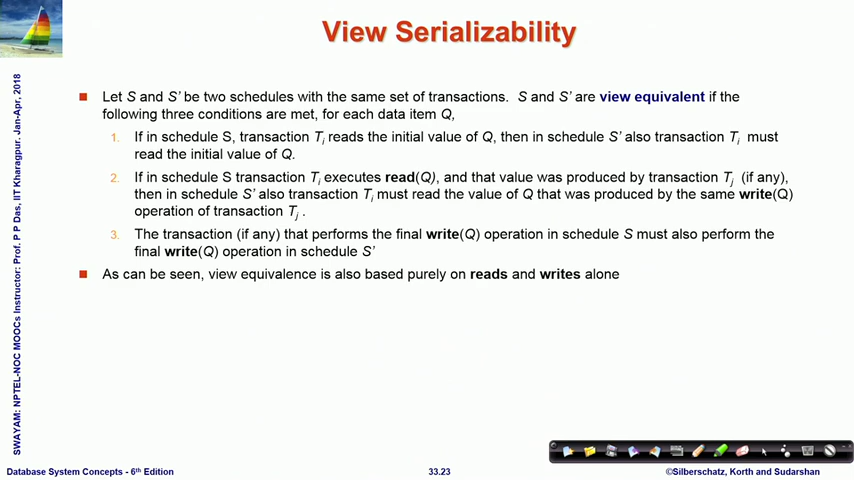 View Serializability
Let S and S' be two schedules with the same set of transactions. S and S' are view equivalent if the
following three conditions are met, for each data item Q,
1. If in schedule S, transaction Ti reads the initial value of Q, then in schedule S' also transaction Ti must
read the initial value of Q.
2. If in schedule S transaction Ti executes read(Q), and that value was produced by transaction Tj (if any),
then in schedule S' also transaction Ti must read the value of Q that was produced by the same write(Q)
operation of transaction Tj .
3. The transaction (if any) that performs the final write(Q) operation in schedule S must also perform the
final write(Q) operation in schedule S'
As can be seen, view equivalence is also based purely on reads and writes alone
SWAYAM: NPTEL-NOC MOOCs Instructor: Prof. P P Das, IIT Kharagpur. Jan-Apr, 2018
Database System Concepts - 6th Edition
33.23
©Silberschatz, Korth and Sudarshan